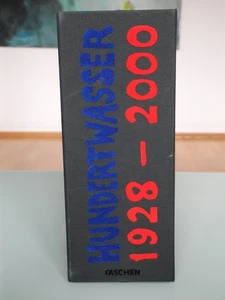 HUNDERTWASSER
1928 – 2000
TASCHEN